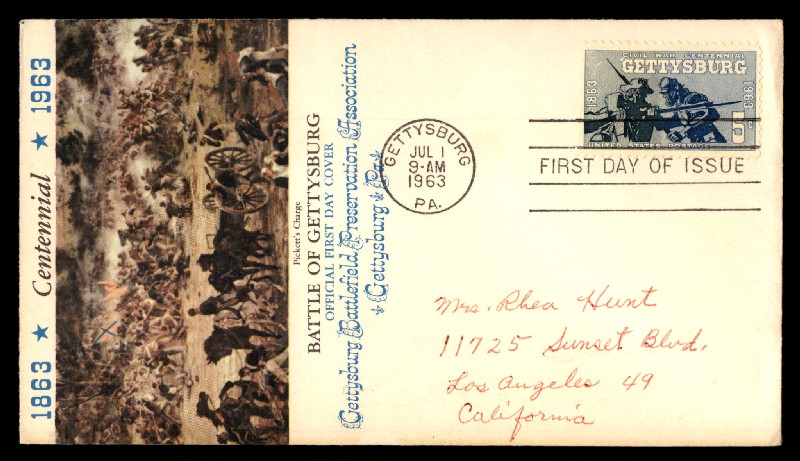 1863 ★ Centennial ★ 1963
Pickett's Charge
BATTLE OF GETTYSBURG
OFFICIAL FIRST DAY COVER
Gettysburg Battlefield Preservation Association
Gettysburg ★ Pa. ★
GETTYSBURG
JUL 1
9-AM
1963
PA.
CIVIL WAR CENTENNIAL
GETTYSBURG
1863
1963
5c
UNITED STATES POSTAGE
FIRST DAY OF ISSUE
Mrs. Rhea Hunt
11725 Sunset Blvd.
Los Angeles 49
California